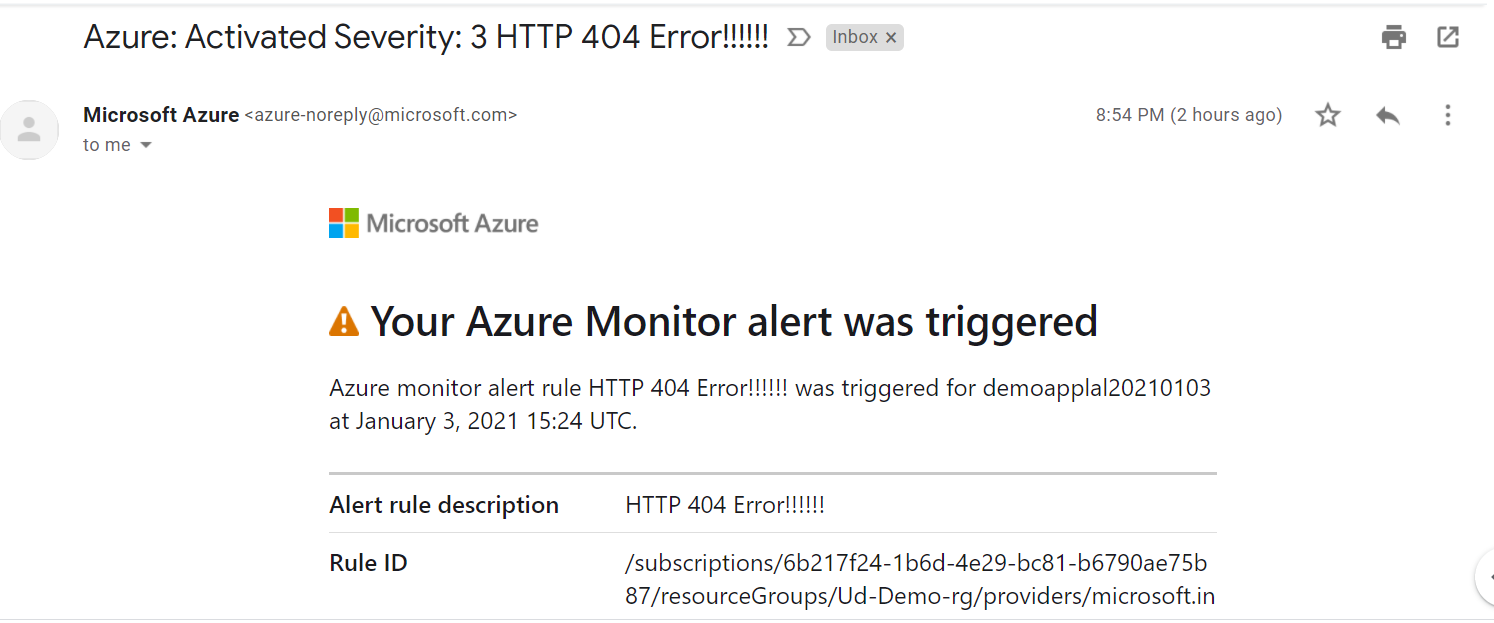 Azure: Activated Severity: 3 HTTP 404 Error!!!!!!
Inbox ×
Microsoft Azure <azure-noreply@microsoft.com>
8:54 PM (2 hours ago)
to me
Microsoft Azure
Your Azure Monitor alert was triggered
Azure monitor alert rule HTTP 404 Error!!!!!! was triggered for demoapplal20210103
at January 3, 2021 15:24 UTC.
Alert rule description HTTP 404 Error!!!!!!
Rule ID /subscriptions/6b217f24-1b6d-4e29-bc81-b6790ae75b
87/resourceGroups/Ud-Demo-rg/providers/microsoft.in